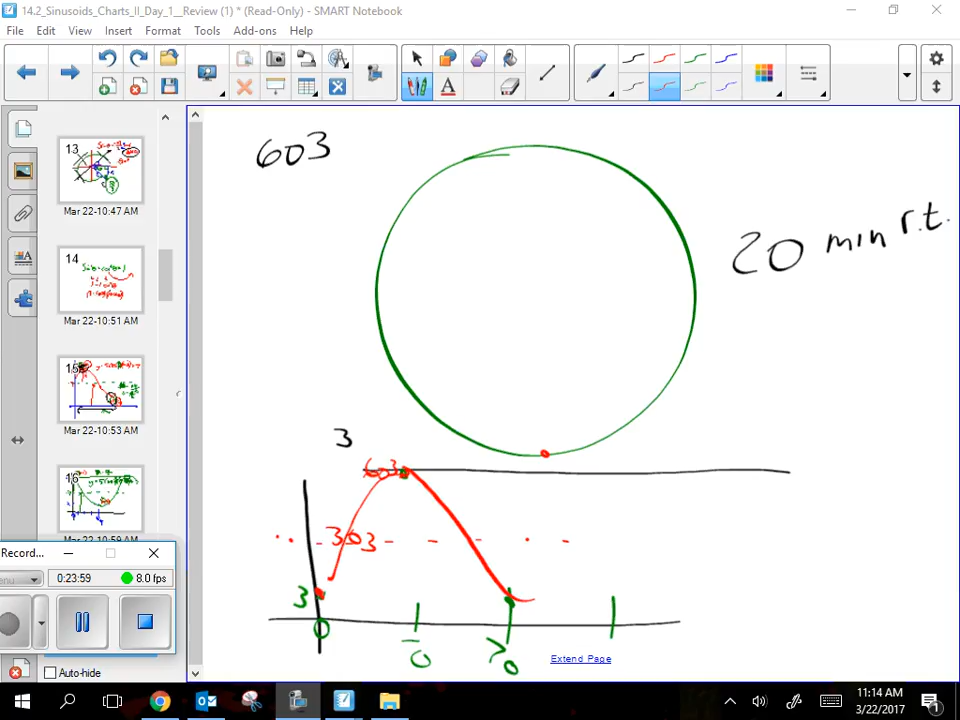 14.2_Sinusoids_Charts_II_Day_1__Review (1) * (Read-Only) - SMART Notebook
File Edit View Insert Format Tools Add-ons Help
13
Mar 22-10:47 AM
14
Mar 22-10:51 AM
15
Mar 22-10:53 AM
16
Mar 22-10:59 AM
603
20 min r.t.
3
603
303
3
0
Extend Page
Record...
0:23:59
8.0 fps
Auto-hide
11:14 AM
3/22/2017